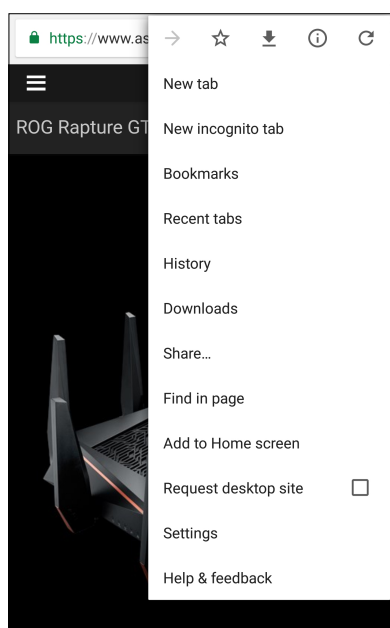 https://www.as
ROG Rapture GT
New tab
New incognito tab
Bookmarks
Recent tabs
History
Downloads
Share...
Find in page
Add to Home screen
Request desktop site
Settings
Help & feedback